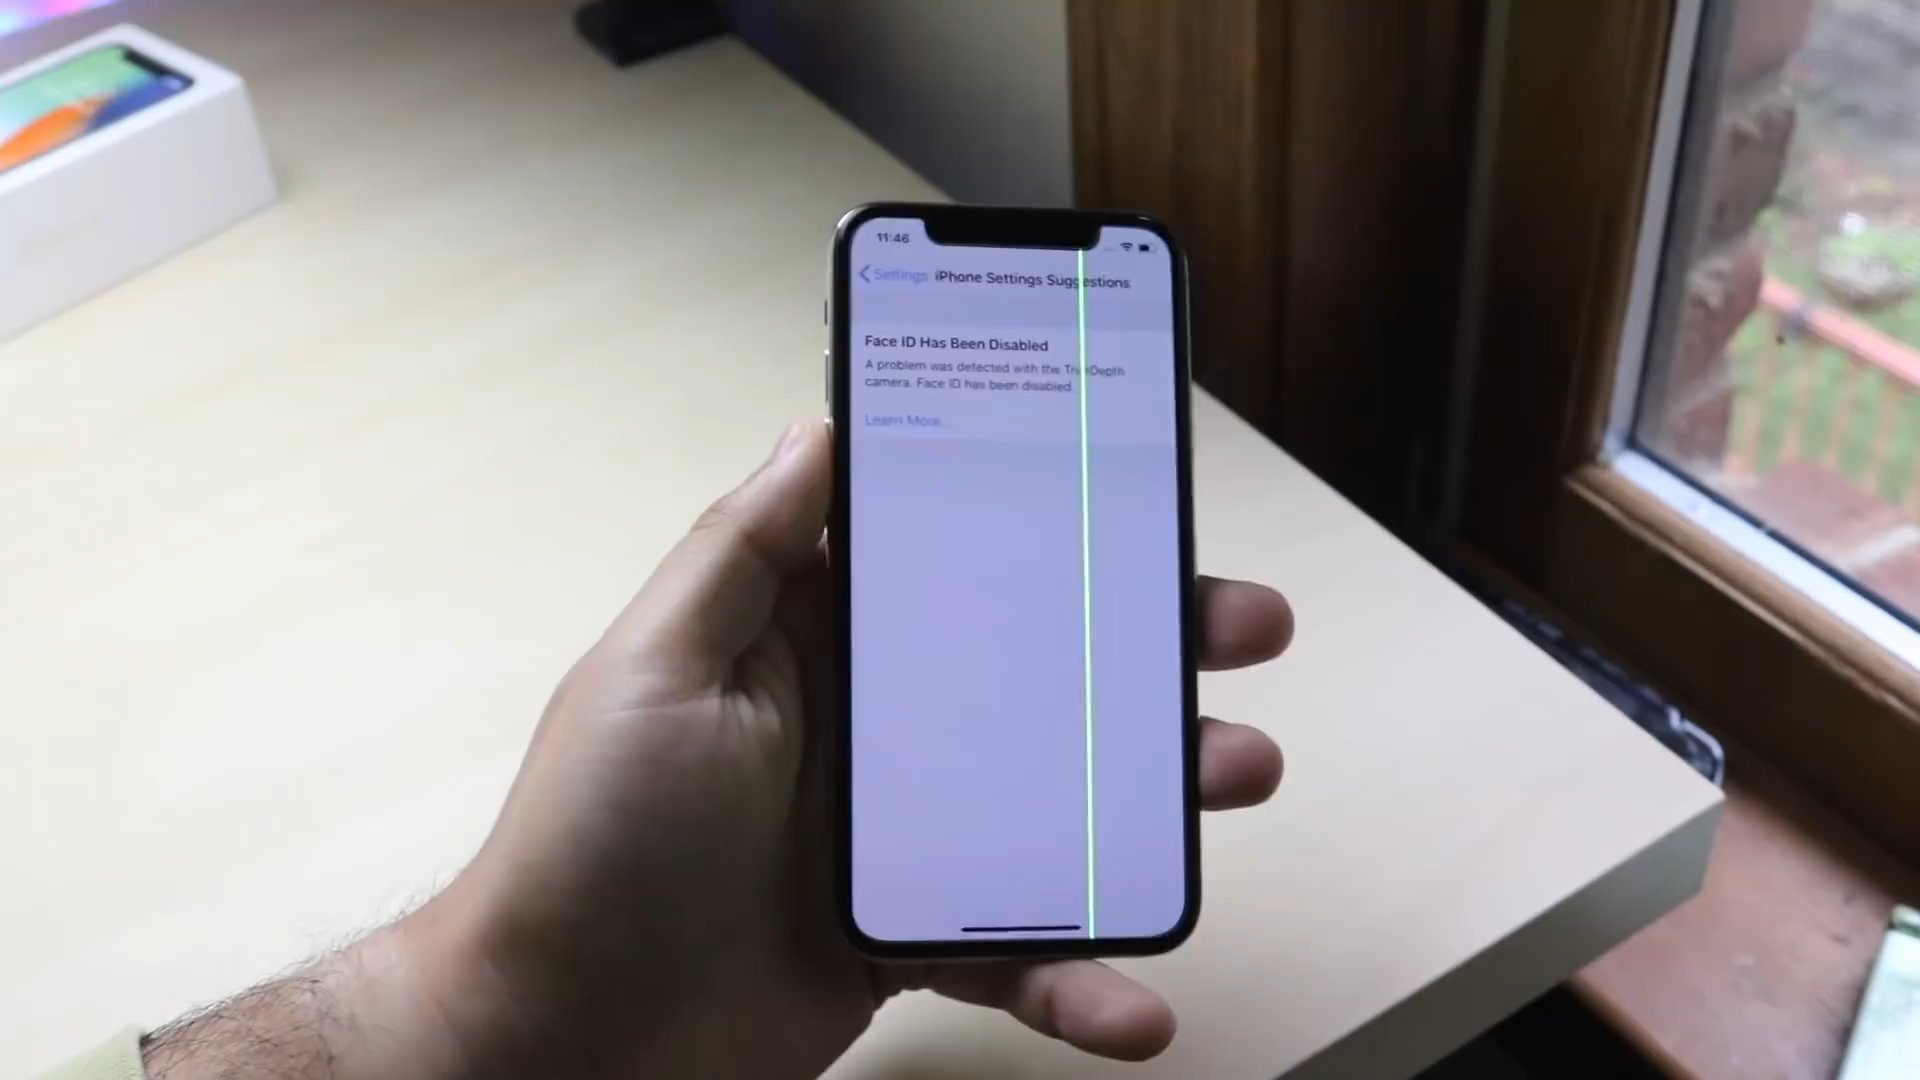 11:46
Settings iPhone Settings Suggestions
Face ID Has Been Disabled
A problem was detected with the TrueDepth
camera. Face ID has been disabled.
Learn More...